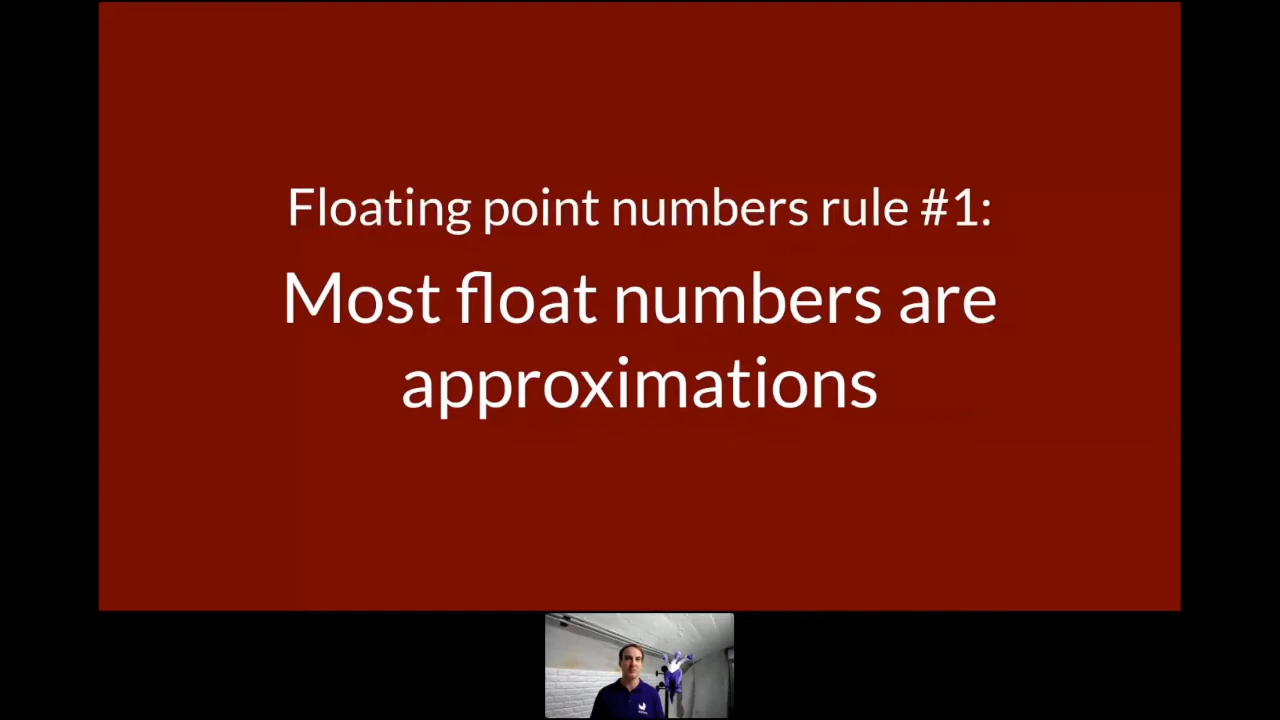 Floating point numbers rule #1:
Most float numbers are
approximations